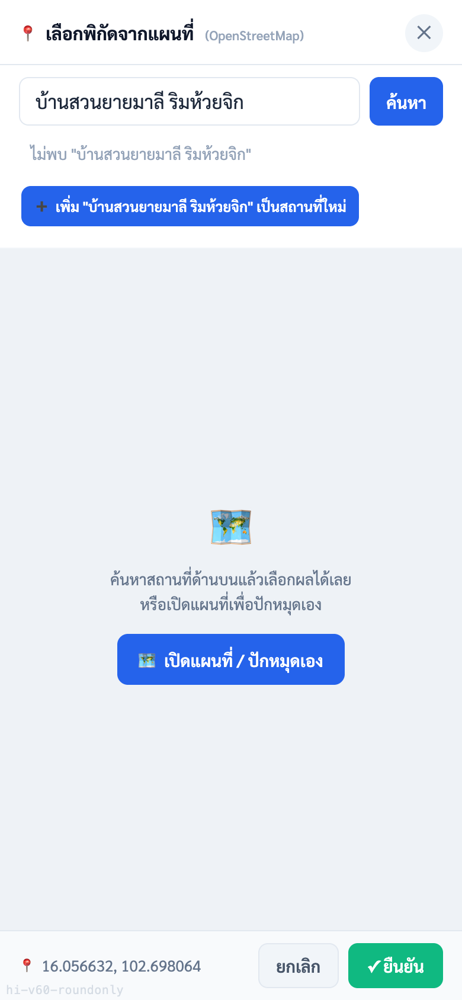 เลือกพิกัดจากแผนที่ (OpenStreetMap)
บ้านสวนยายมาลี ริมห้วยจิก
ค้นหา
ไม่พบ "บ้านสวนยายมาลี ริมห้วยจิก"
เพิ่ม "บ้านสวนยายมาลี ริมห้วยจิก" เป็นสถานที่ใหม่
ค้นหาสถานที่ด้านบนแล้วเลือกผลได้เลย
หรือเปิดแผนที่เพื่อปักหมุดเอง
เปิดแผนที่ / ปักหมุดเอง
16.056632, 102.698064
ยกเลิก
✓ยืนยัน
hi-v60-roundonly